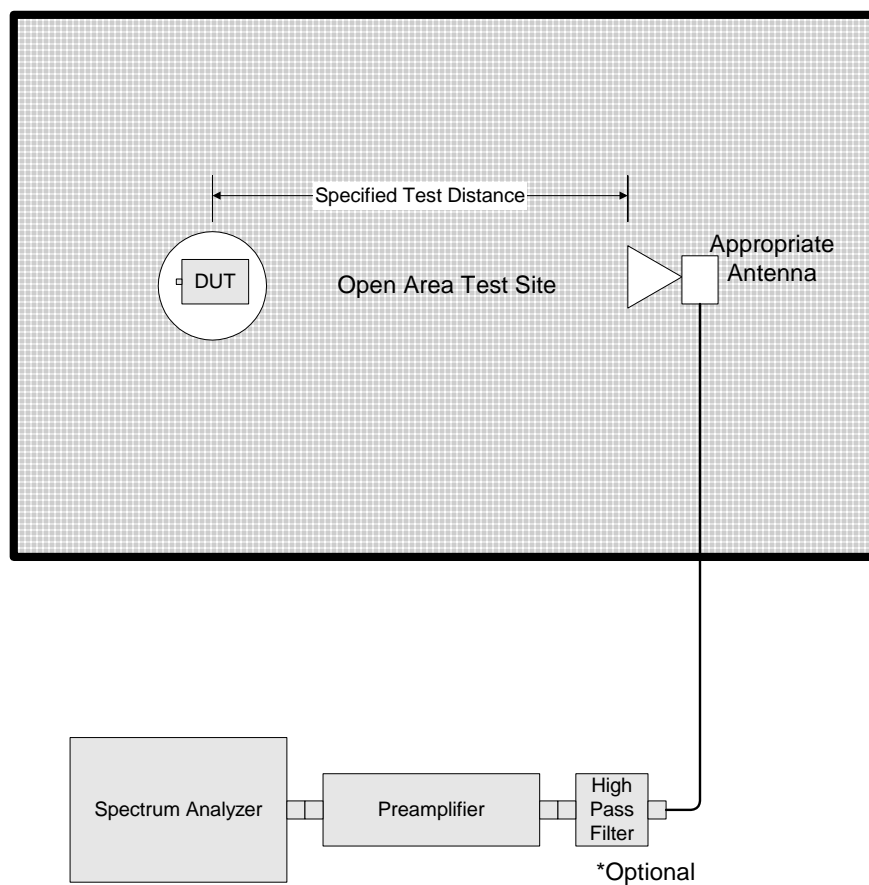 Specified Test Distance
DUT
Open Area Test Site
Appropriate
Antenna
Spectrum Analyzer
Preamplifier
High
Pass
Filter
*Optional